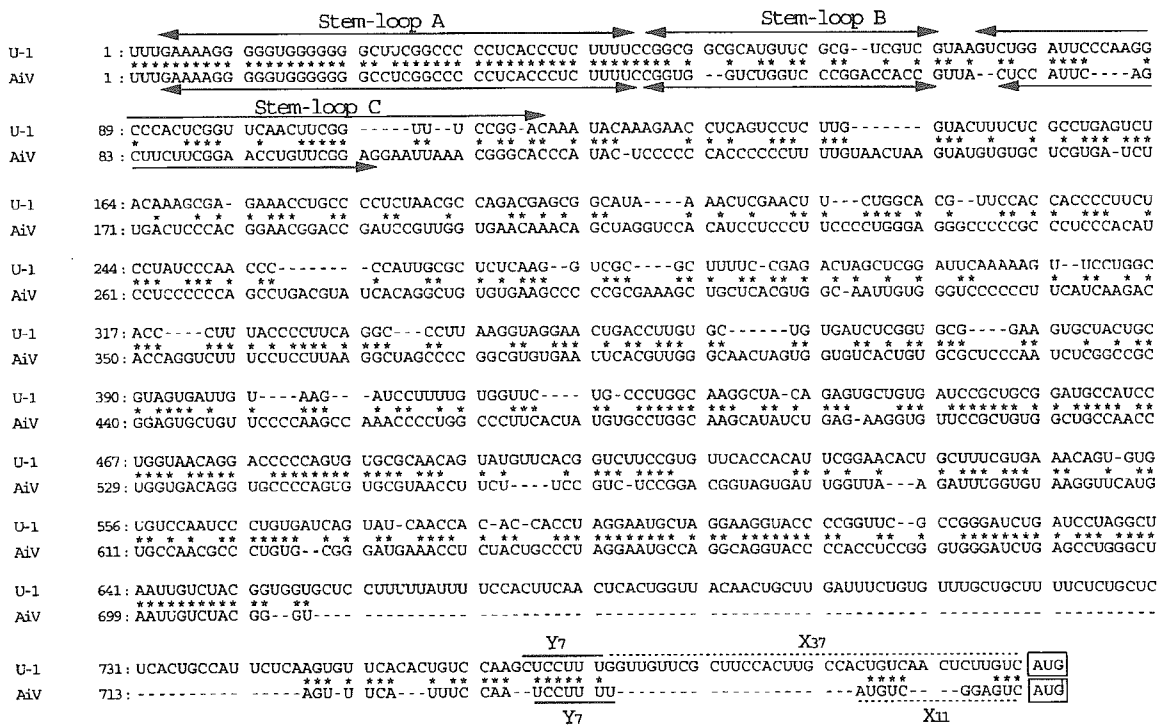 Stem-loop A Stem-loop B
U-1 1 : UUUGAAAAGG GGGUGGGGGG GCUUCGGCCC CCUCACCCUC UUUUCCGGCG GCGCAUGUUC GCG--UCGUC GUAAGUCUGG AUUCCCAAGG
AiV 1 : UUUGAAAAGG GGGUGGGGGG GCCUCGGCCC CCUCACCCUC UUUUCCGGUG --GUCUGGUC CCGGACCACC GUUA--CUCC AUUC----AG
Stem-loop C
U-1 89 : CCCACUCGGU UCAACUUCGG -----UU--U CCGG-ACAAA UACAAAGAAC CUCAGUCCUC UUG------- GUACUUCUCG CCUGAGUCU
AiV 83 : CUUCUUCGGA ACCUGUUCGG AGGAAUUAAA CGGGCACCCA UAC-UCCCCC CACCCCCCUU UUGUAACUAA GUAUGUGUGC UCGUGA-UCU
U-1 164 : ACAAAGCGA- GAAACCUGCC CCUCUAACGC CAGACGAGCG GCAUA----A AACUCGAACU U---CUGGCA CG---UUCCAC CACCCCUUCU
AiV 171 : UGACUCCCAC GGAACGGACC GAUCCGUUGG UGAACAAACA GCUAGGUCCA CAUCCUCCCU UCCCCUGGGA GGGCCCCCGC CCUCCCACAU
U-1 244 : CCUAUCCCAA CCC------- CCAUUGCGCG CUCUCAAG-G UCGC----GC UUUUC-CGAG ACUAGCUCGG AUUCAAAAAG U--UCCUGGC
AiV 261 : CCUCCCCCCA GCCUGACGUA UCACAGGCUG UGUGAAGCCC CCGCGAAAGC UGCUCACGUG GC-AAUUGUG GGUCCCCCCU UCAUCAAGAC
U-1 317 : ACC----CUU UACCCCUUCA GGC---CCUU AAGGUAGGAA CUGACCUUGU GC------UG UGAUCUCGGU GCG----GAA GUGCUACUGC
AiV 350 : ACCAGGUCUU UCCUCCUUAA GGCUAGCCCC GGCGUGUGAA UUCACGUUGG GCAACUAGUG GUGUCACUGU GCGCUCCCAA UCUCGGCCGC
U-1 390 : GUAGUGAUUG U---AAG--- AUCCUUUUGU GGUUC----U G-CCCUGGC AAGGCUA-CA GAGUGCUGUG AUCCGCUGCG GAUGCCAUCC
AiV 440 : GGAGUGCUGU UCCCCAAGCC AAACCCCUGG CCCUUCACUA UGUGCCUGGC AAGCAUAUCU GAG-AAGGUG UUCCGCUGUG GCUGCCAACC
U-1 467 : UGGUAACAGG ACCCCCAGUG UGCGCAACAG UAUGUUCACG GUCUUCCGUG UUCACCACAU UCGGAACACU GCUUUCGUGA AACAGU-GUG
AiV 529 : UGGUGACAGG UGCCCCAGUG UGCGUAACCU UCU----UCC GUC-UCCGGA CGGUAGUGAU UGGUUA---A GAUUUGGUGU AAGGUUCAUG
U-1 556 : UGUCCAAUCC CUGUGAUCAG UAU-CAACCA C-AC-CACCU AGGAAUGCUA GGAAGGUACC CCGGUUC--G CCGGGAUCUG AUCCUAGGCU
AiV 611 : UGCCAACGCC CUGUG--CGG GAUGAAACCU CUACUGCCCU AGGAAUGCCA GGCAGGUACC CCACCUCCGG GUGGGAUCUG AGCCUGGGCU
U-1 641 : AAUUGUCUAC GGUGGUGCUC CUUUUUAUUU UCCACUUCAA CUCACUGGUU ACAACUGCUU GAUUUCUGUG UUUGCUGCUU UUCUCUGCUC
AiV 699 : AAUUGUCUAC GG--GU---- ---------- ---------- ---------- ---------- ---------- ---------- ----------
Y7 X37
U-1 731 : UCACUGCCAU UCUCAAGUGU UCACACUGUC CAAGCUCCUU UGGUUGUUCG CUUCCACUUG CCACUGUCAA CUCUUGUC AUG
AiV 713 : ---------- -----AGU-U UCA---UUUC CAA--UCCUU UU-------- ---------- ---AUGUC-- --GGAGUC AUG
Y7 X11